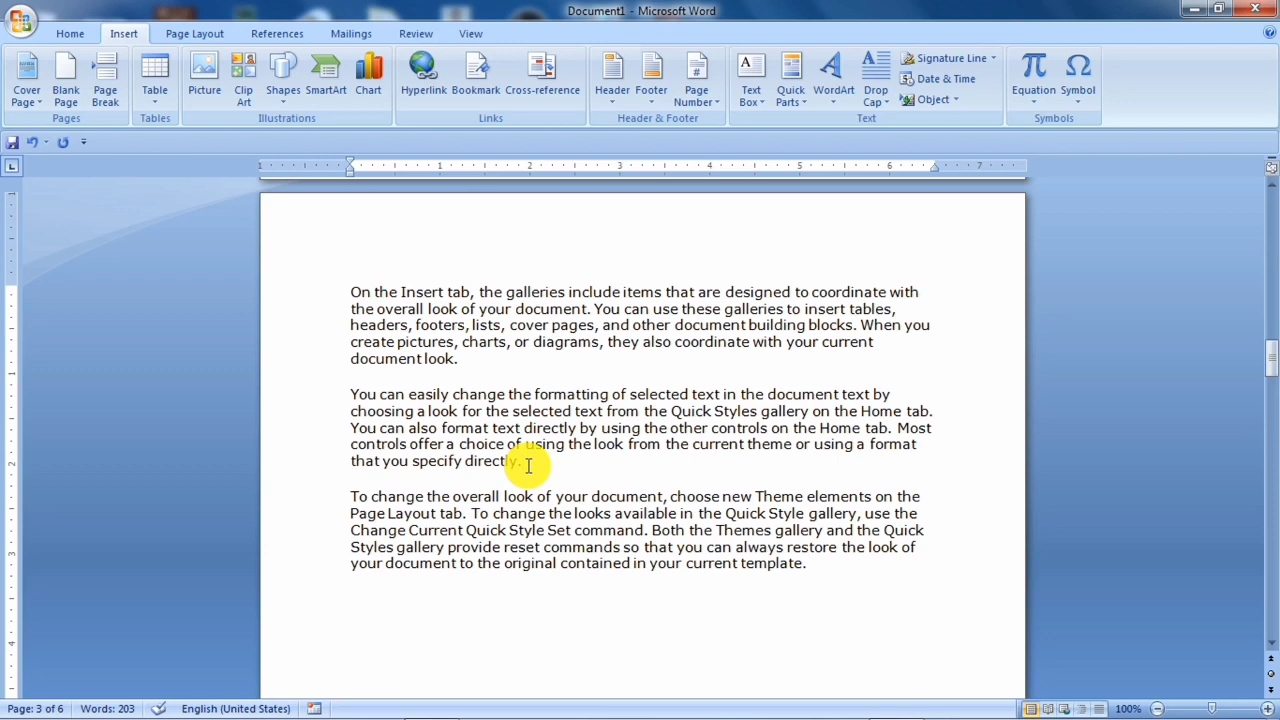 Document1 - Microsoft Word
Home Insert Page Layout References Mailings Review View
Cover Page Blank Page Page Break Table Picture Clip Art Shapes SmartArt Chart Hyperlink Bookmark Cross-reference Header Footer Page Number Text Box Quick Parts WordArt Drop Cap Signature Line Date & Time Object Equation Symbol
Pages Tables Illustrations Links Header & Footer Text Symbols
1 1 2 3 4 5 6 7
On the Insert tab, the galleries include items that are designed to coordinate with
the overall look of your document. You can use these galleries to insert tables,
headers, footers, lists, cover pages, and other document building blocks. When you
create pictures, charts, or diagrams, they also coordinate with your current
document look.
You can easily change the formatting of selected text in the document text by
choosing a look for the selected text from the Quick Styles gallery on the Home tab.
You can also format text directly by using the other controls on the Home tab. Most
controls offer a choice of using the look from the current theme or using a format
that you specify directly.
To change the overall look of your document, choose new Theme elements on the
Page Layout tab. To change the looks available in the Quick Style gallery, use the
Change Current Quick Style Set command. Both the Themes gallery and the Quick
Styles gallery provide reset commands so that you can always restore the look of
your document to the original contained in your current template.
Page: 3 of 6 Words: 203 English (United States) 100%